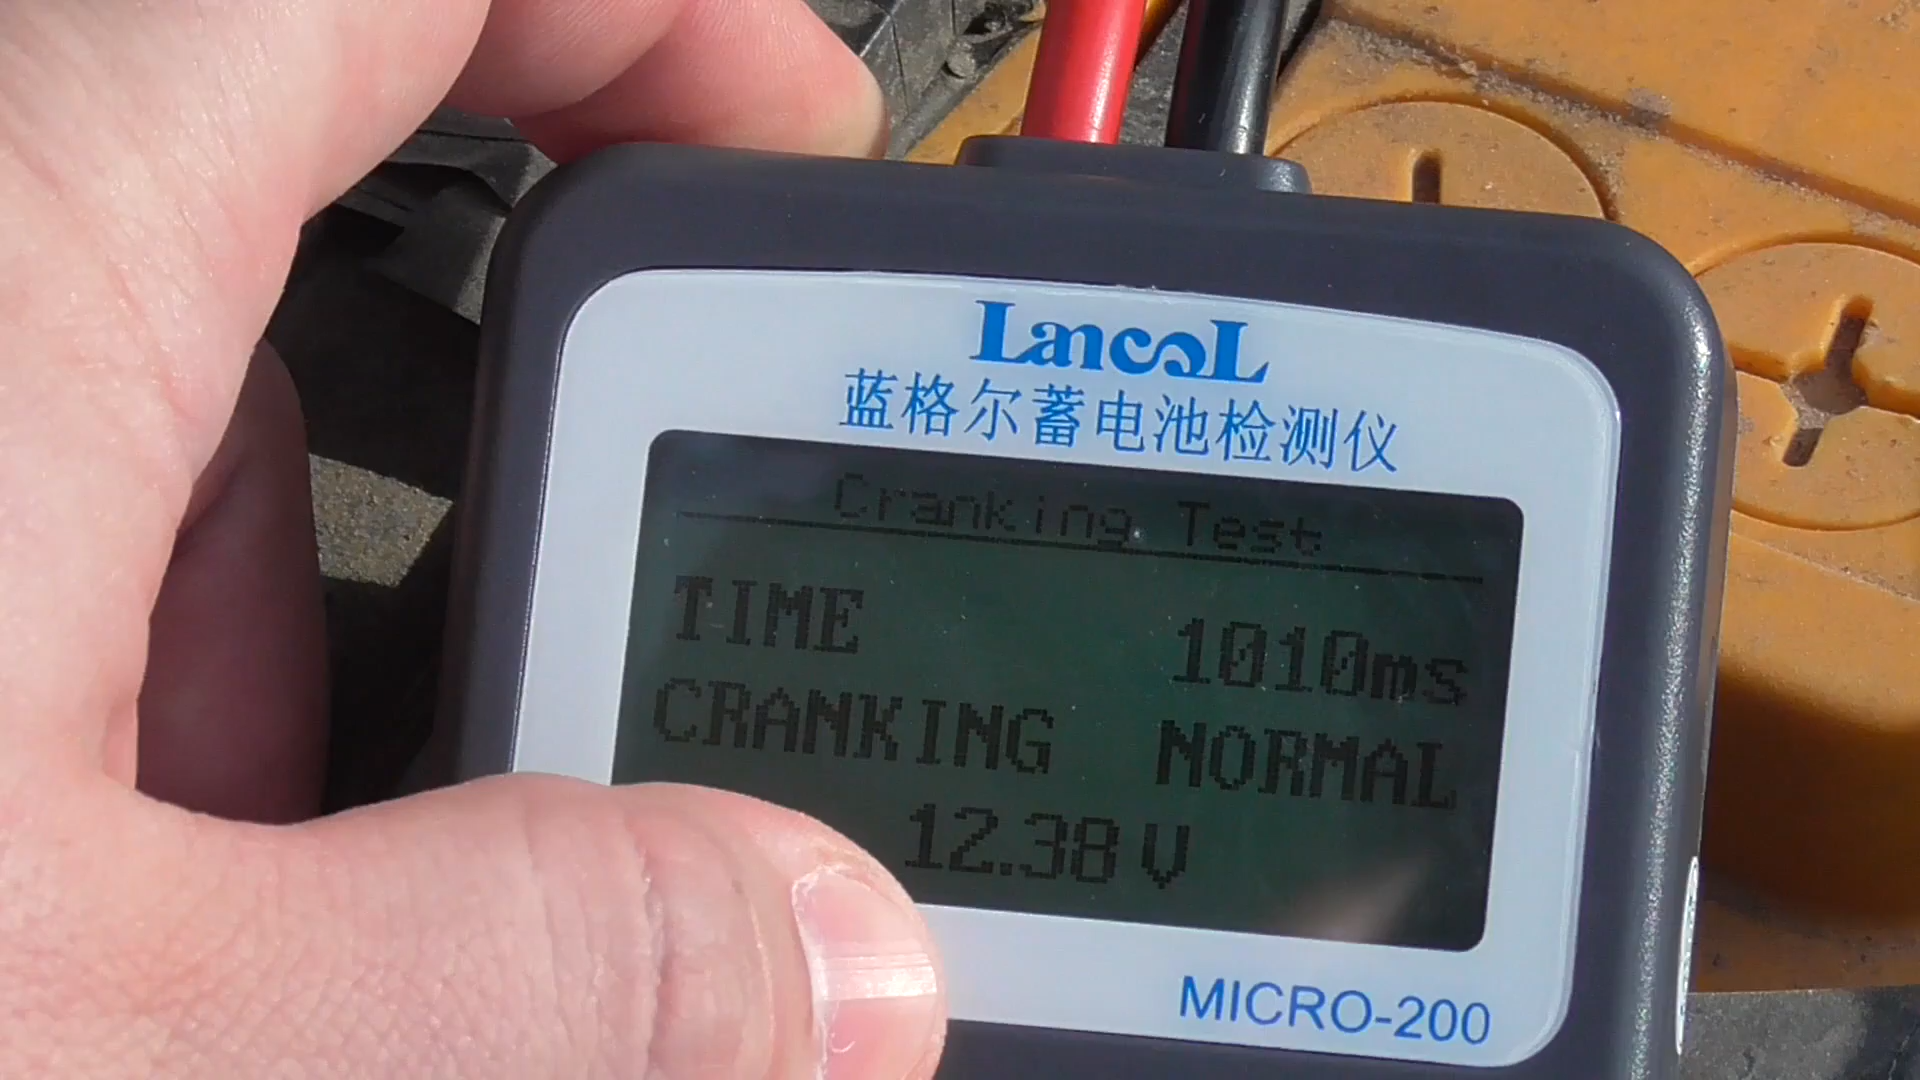 Lancol
蓝格尔蓄电池检测仪
Cranking Test
TIME 1010ms
CRANKING NORMAL
12.38 V
MICRO-200